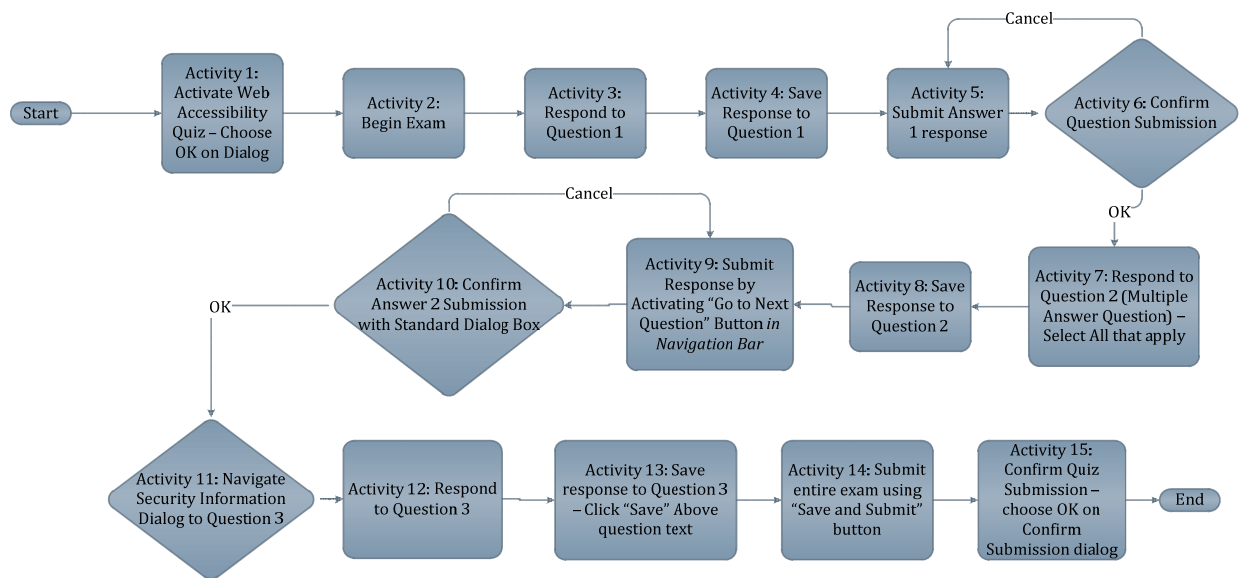 Cancel
Start
Activity 1:
Activate Web
Accessibility
Quiz – Choose
OK on Dialog
Activity 2:
Begin Exam
Activity 3:
Respond to
Question 1
Activity 4: Save
Response to
Question 1
Activity 5:
Submit Answer
1 response
Activity 6: Confirm
Question Submission
OK
Activity 7: Respond to
Question 2 (Multiple
Answer Question) –
Select All that apply
Activity 8: Save
Response to
Question 2
Cancel
Activity 9: Submit
Response by
Activating “Go to Next
Question” Button in
Navigation Bar
Activity 10: Confirm
Answer 2 Submission
with Standard Dialog Box
OK
Activity 11: Navigate
Security Information
Dialog to Question 3
Activity 12: Respond
to Question 3
Activity 13: Save
response to Question 3
– Click “Save” Above
question text
Activity 14: Submit
entire exam using
“Save and Submit”
button
Activity 15:
Confirm Quiz
Submission –
choose OK on
Confirm
Submission dialog
End